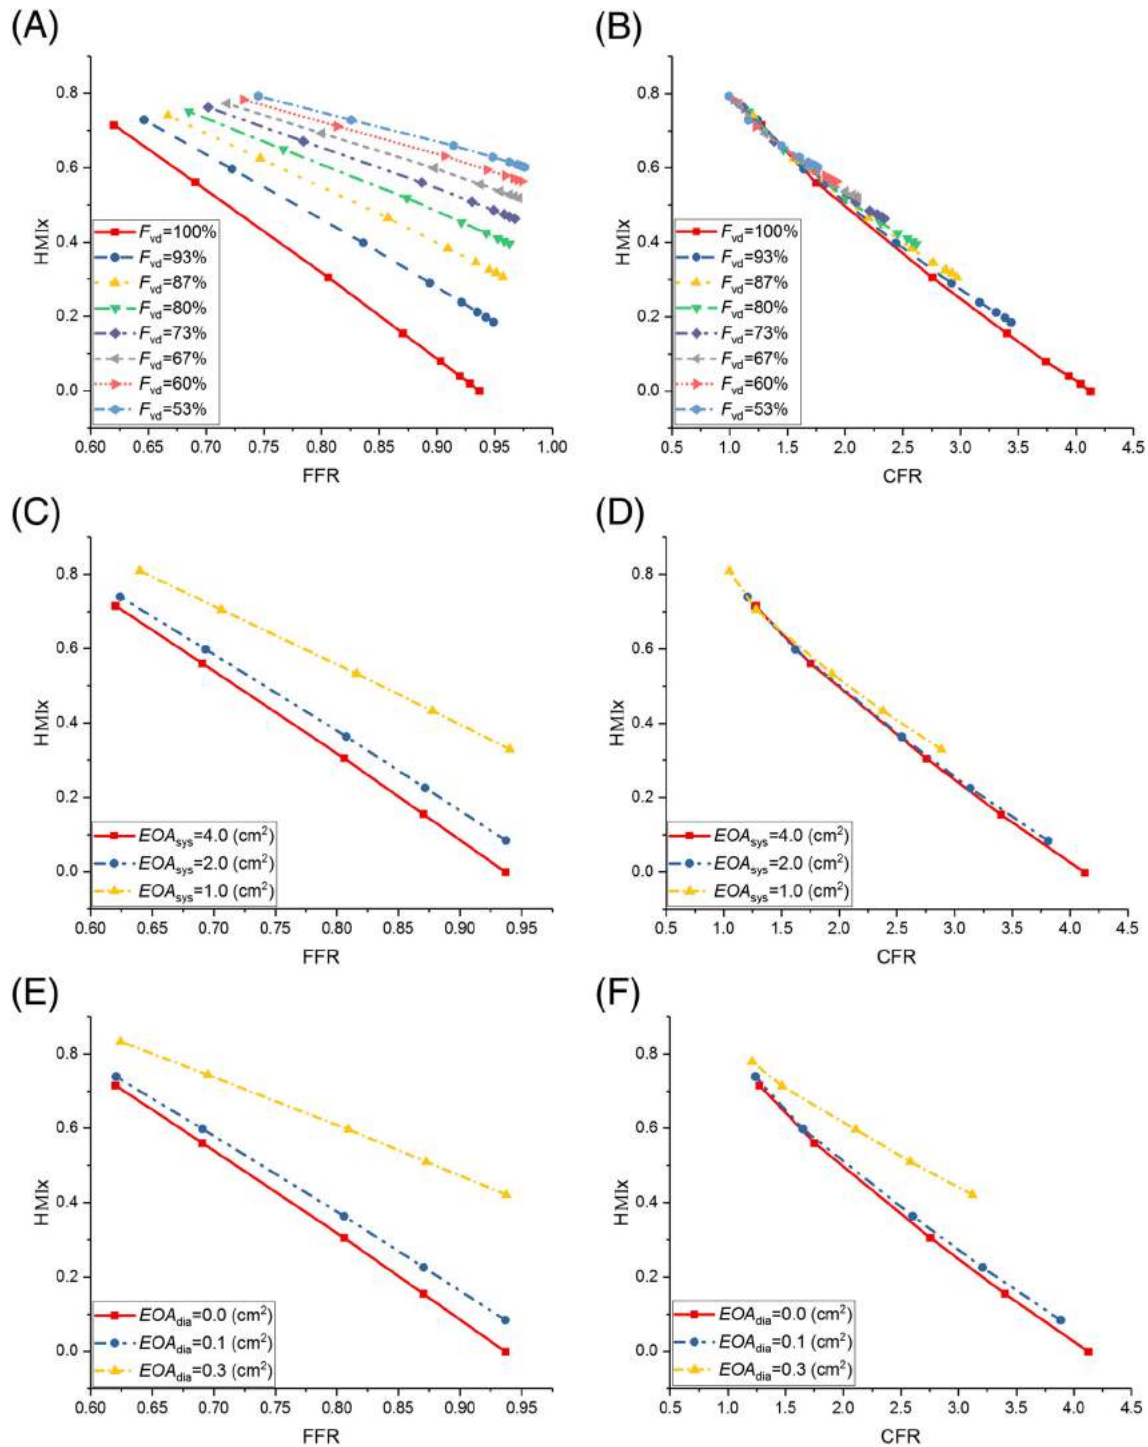 (A)
HMIx
0.8
0.6
0.4
0.2
0.0
F_vd=100%
F_vd=93%
F_vd=87%
F_vd=80%
F_vd=73%
F_vd=67%
F_vd=60%
F_vd=53%
0.60 0.65 0.70 0.75 0.80 0.85 0.90 0.95 1.00
FFR
(B)
HMIx
0.8
0.6
0.4
0.2
0.0
F_vd=100%
F_vd=93%
F_vd=87%
F_vd=80%
F_vd=73%
F_vd=67%
F_vd=60%
F_vd=53%
0.5 1.0 1.5 2.0 2.5 3.0 3.5 4.0 4.5
CFR
(C)
HMIx
0.8
0.6
0.4
0.2
0.0
EOA_sys=4.0 (cm²)
EOA_sys=2.0 (cm²)
EOA_sys=1.0 (cm²)
0.60 0.65 0.70 0.75 0.80 0.85 0.90 0.95
FFR
(D)
HMIx
0.8
0.6
0.4
0.2
0.0
EOA_sys=4.0 (cm²)
EOA_sys=2.0 (cm²)
EOA_sys=1.0 (cm²)
0.5 1.0 1.5 2.0 2.5 3.0 3.5 4.0 4.5
CFR
(E)
HMIx
0.8
0.6
0.4
0.2
0.0
EOA_dia=0.0 (cm²)
EOA_dia=0.1 (cm²)
EOA_dia=0.3 (cm²)
0.60 0.65 0.70 0.75 0.80 0.85 0.90 0.95
FFR
(F)
HMIx
0.8
0.6
0.4
0.2
0.0
EOA_dia=0.0 (cm²)
EOA_dia=0.1 (cm²)
EOA_dia=0.3 (cm²)
0.5 1.0 1.5 2.0 2.5 3.0 3.5 4.0 4.5
CFR